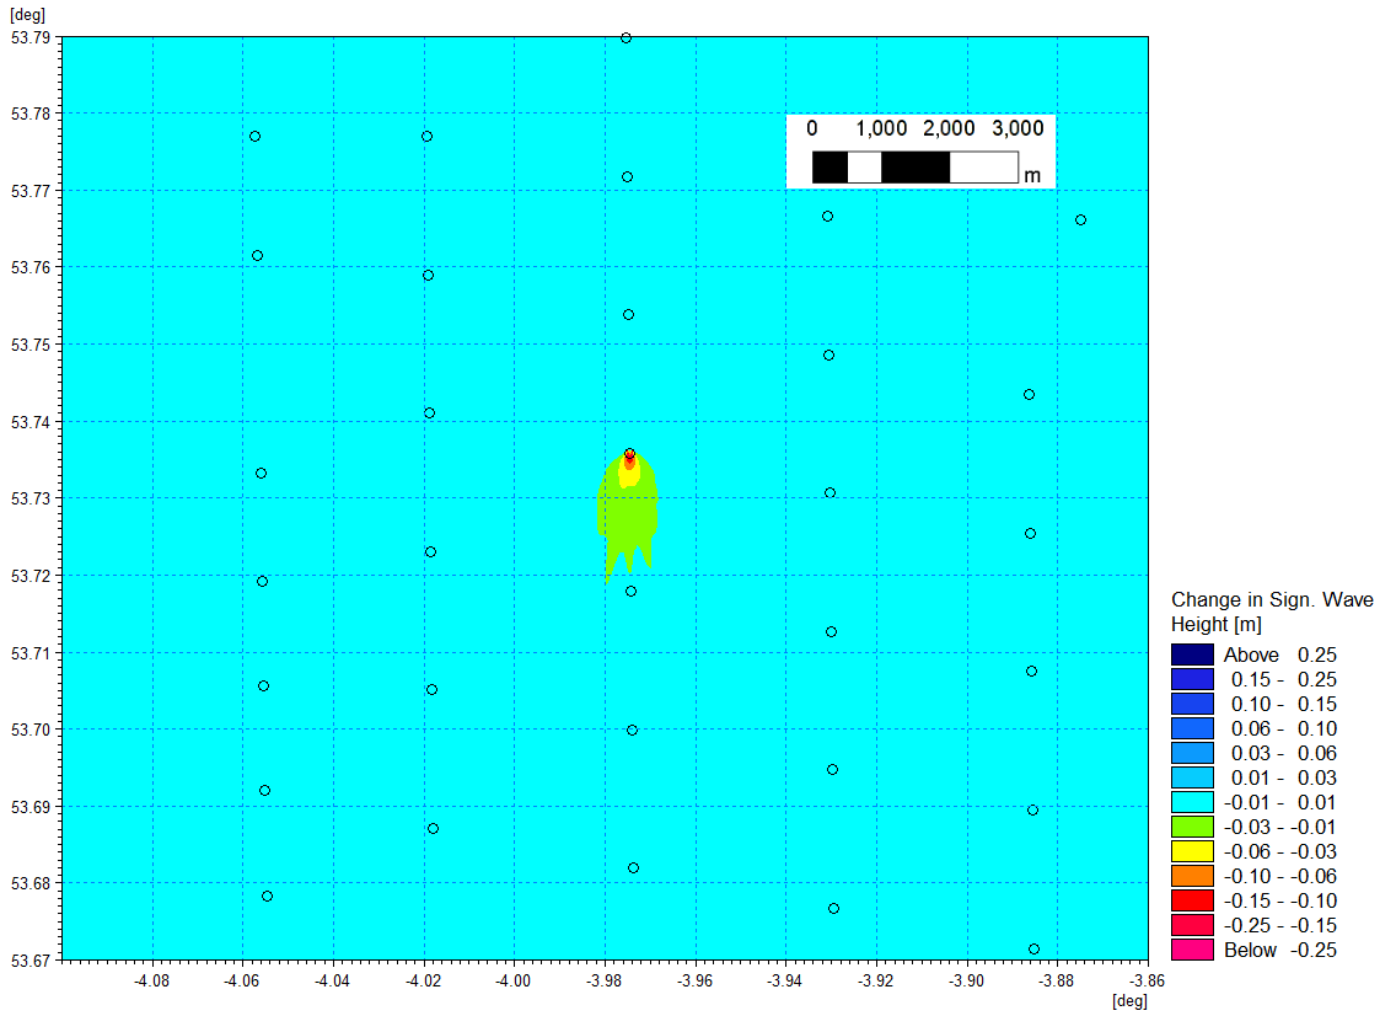 [deg]
53.79
53.78
53.77
53.76
53.75
53.74
53.73
53.72
53.71
53.70
53.69
53.68
53.67
0 1,000 2,000 3,000
m
-4.08 -4.06 -4.04 -4.02 -4.00 -3.98 -3.96 -3.94 -3.92 -3.90 -3.88 -3.86
[deg]
Change in Sign. Wave
Height [m]
Above 0.25
0.15 - 0.25
0.10 - 0.15
0.06 - 0.10
0.03 - 0.06
0.01 - 0.03
-0.01 - 0.01
-0.03 - -0.01
-0.06 - -0.03
-0.10 - -0.06
-0.15 - -0.10
-0.25 - -0.15
Below -0.25